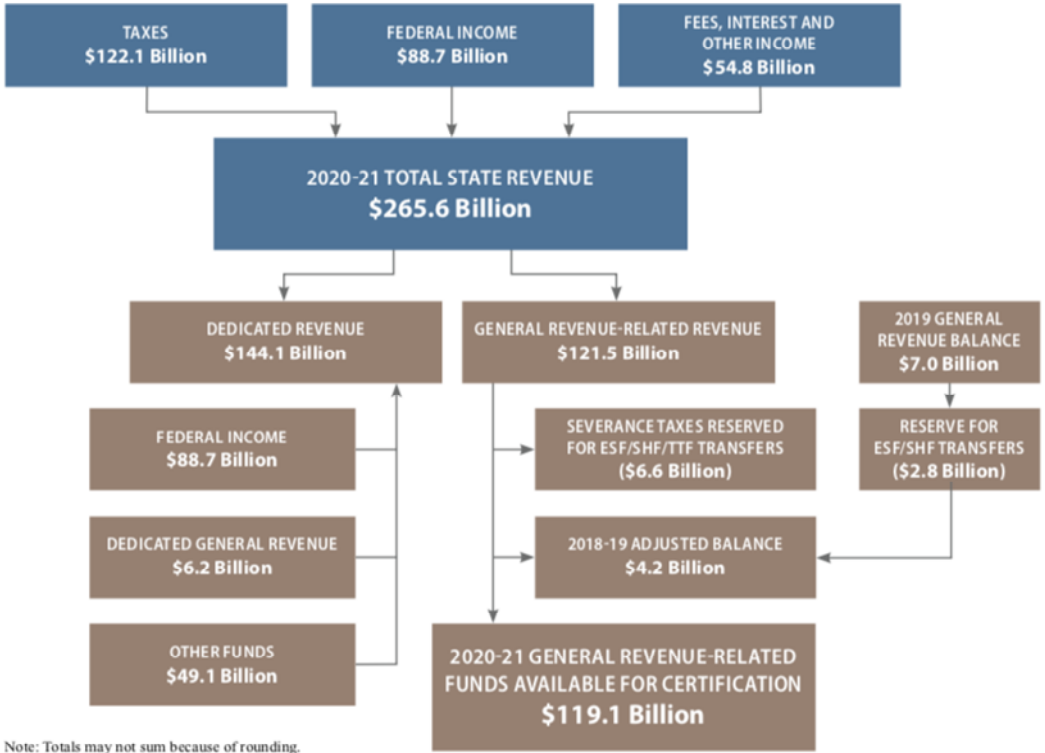 TAXES
$122.1 Billion
FEDERAL INCOME
$88.7 Billion
FEES, INTEREST AND
OTHER INCOME
$54.8 Billion
2020-21 TOTAL STATE REVENUE
$265.6 Billion
DEDICATED REVENUE
$144.1 Billion
GENERAL REVENUE-RELATED REVENUE
$121.5 Billion
2019 GENERAL
REVENUE BALANCE
$7.0 Billion
FEDERAL INCOME
$88.7 Billion
SEVERANCE TAXES RESERVED
FOR ESF/SHF/TTF TRANSFERS
($6.6 Billion)
RESERVE FOR
ESF/SHF TRANSFERS
($2.8 Billion)
DEDICATED GENERAL REVENUE
$6.2 Billion
2018-19 ADJUSTED BALANCE
$4.2 Billion
OTHER FUNDS
$49.1 Billion
2020-21 GENERAL REVENUE-RELATED
FUNDS AVAILABLE FOR CERTIFICATION
$119.1 Billion
Note: Totals may not sum because of rounding.